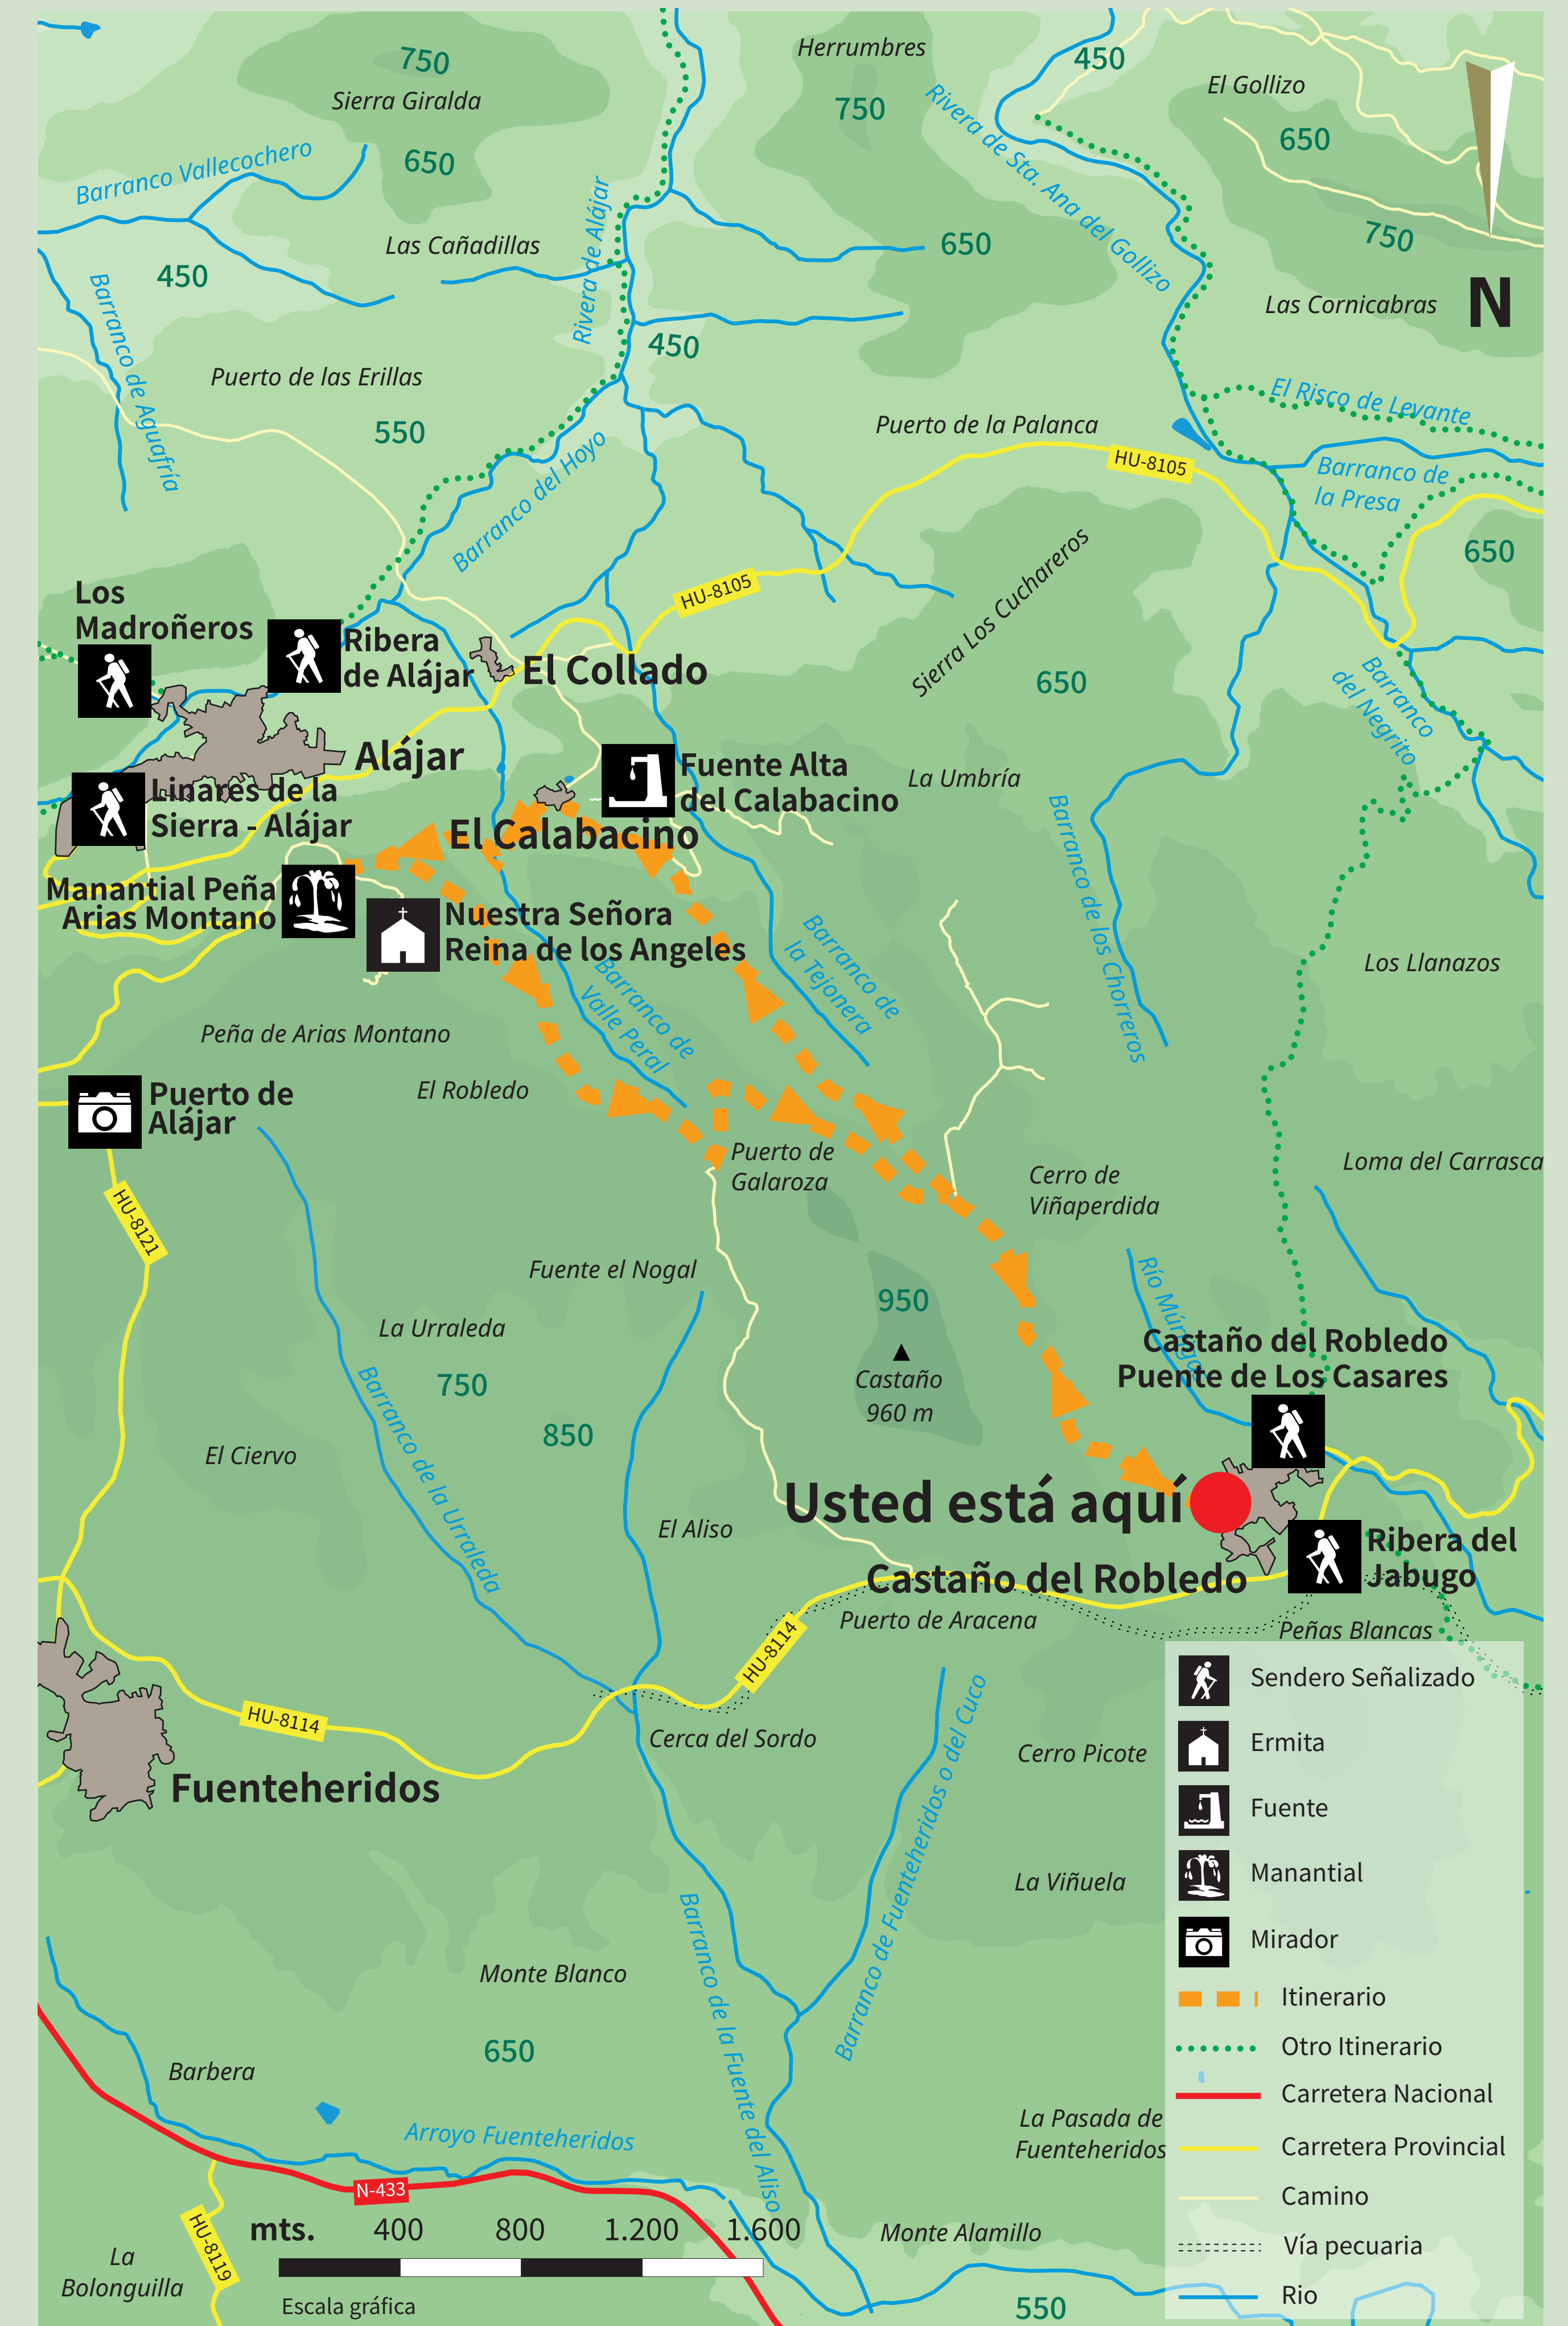 750
Sierra Giralda
650
Herrumbres
750
450
El Gollizo
650
Rivera de Sta. Ana del Gollizo
Barranco Vallecochero
Rivera de Alájar
750
650
Las Cañadillas
450
Las Cornicabras
N
Barranco de Aguafría
450
Puerto de las Erillas
550
El Risco de Levante
Puerto de la Palanca
HU-8105
Barranco de
la Presa
Barranco del Hoyo
650
HU-8105
Sierra Los Cuchareros
650
Los
Madroñeros
Ribera
de Alájar
El Collado
Barranco
del Negrito
Alájar
Fuente Alta
del Calabacino
La Umbría
Linares de la
Sierra - Alájar
El Calabacino
Barranco de los Chorreros
Manantial Peña
Arias Montano
Nuestra Señora
Reina de los Angeles
Barranco de
la Tejonera
Barranco de
Valle Peral
Los Llanazos
Peña de Arias Montano
El Robledo
Puerto de
Alájar
Puerto de
Galaroza
Cerro de
Viñaperdida
Loma del Carrasca
HU-8121
Fuente el Nogal
950
Río Múrtiga
La Urraleda
750
Castaño
960 m
Castaño del Robledo
Puente de Los Casares
850
Barranco de la Urraleda
El Ciervo
Usted está aquí
El Aliso
Ribera del
Jabugo
Castaño del Robledo
Puerto de Aracena
Peñas Blancas
HU-8114
HU-8114
Cerca del Sordo
Cerro Picote
Fuenteheridos
Barranco de Fuenteheridos o del Cuco
La Viñuela
Barranco de la Fuente del Aliso
Monte Blanco
650
Barbera
Arroyo Fuenteheridos
La Pasada de
Fuenteheridos
N-433
HU-8119
La
Bolonguilla
Monte Alamillo
550
mts. 400 800 1.200 1.600
Escala gráfica
Sendero Señalizado
Ermita
Fuente
Manantial
Mirador
Itinerario
Otro Itinerario
Carretera Nacional
Carretera Provincial
Camino
Vía pecuaria
Rio